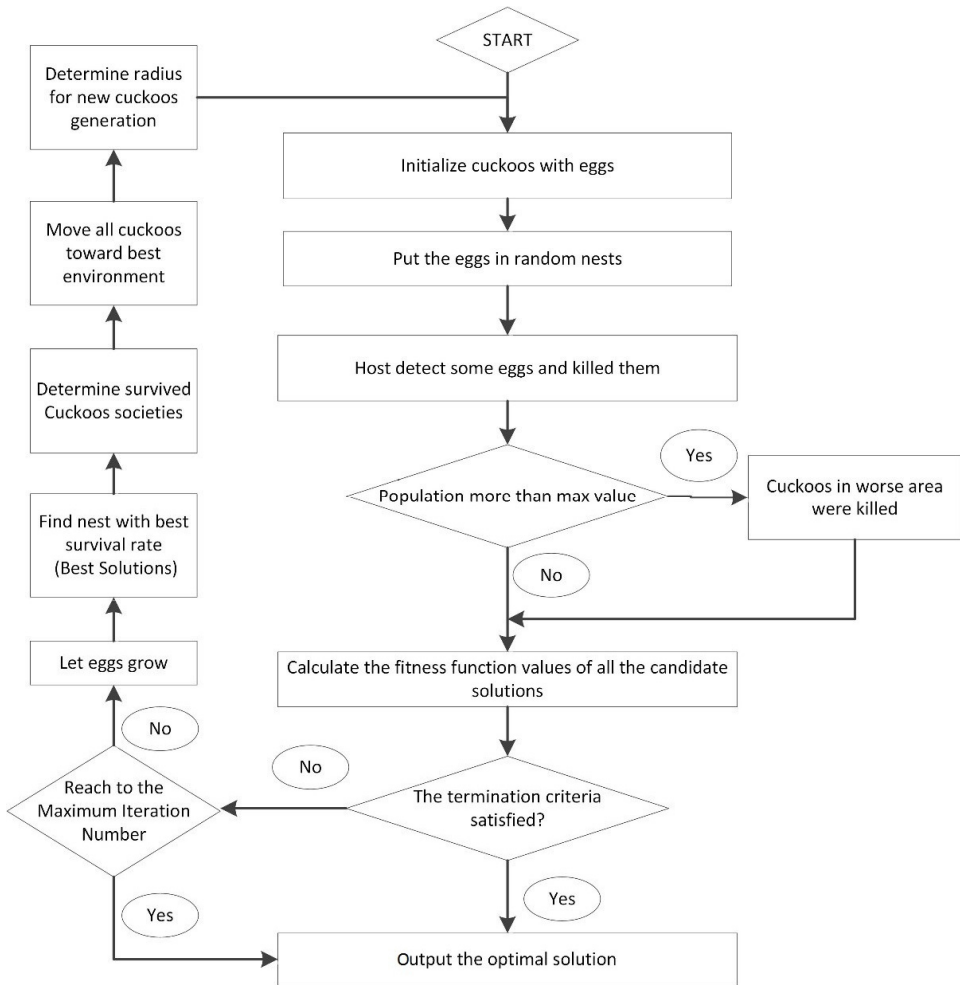 START
Determine radius
for new cuckoos
generation
Initialize cuckoos with eggs
Move all cuckoos
toward best
environment
Put the eggs in random nests
Host detect some eggs and killed them
Determine survived
Cuckoos societies
Yes
Population more than max value
Cuckoos in worse area
were killed
Find nest with best
survival rate
(Best Solutions)
No
Let eggs grow
Calculate the fitness function values of all the candidate
solutions
No
No
Reach to the
Maximum Iteration
Number
The termination criteria
satisfied?
Yes
Yes
Output the optimal solution